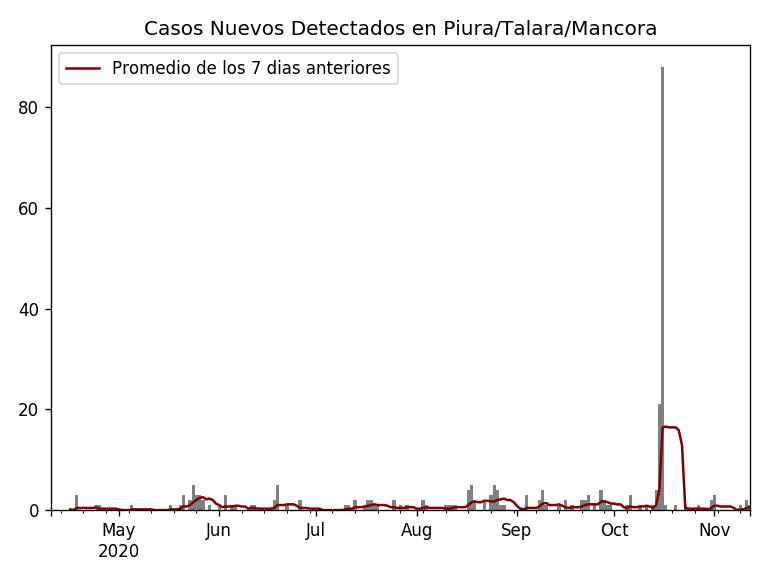 Casos Nuevos Detectados en Piura/Talara/Mancora
Promedio de los 7 dias anteriores
80
60
40
20
0
May Jun Jul Aug Sep Oct Nov
2020